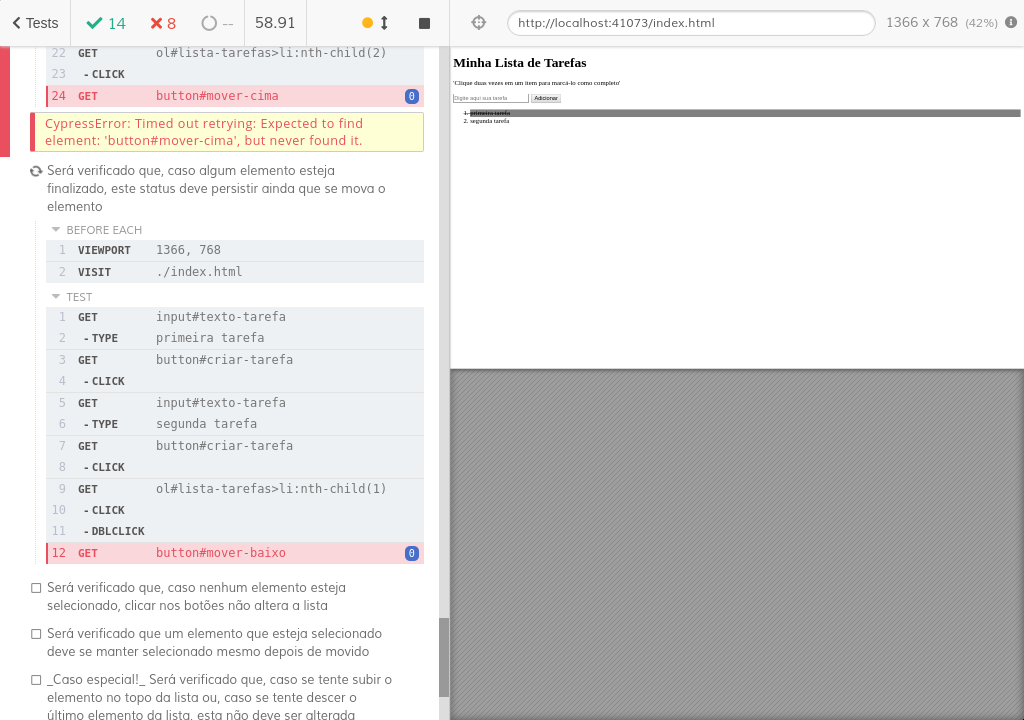 Tests 14 8 -- 58.91 http://localhost:41073/index.html 1366 x 768 (42%)
22 GET ol#lista-tarefas>li:nth-child(2)
23 - CLICK
24 GET button#mover-cima 0
CypressError: Timed out retrying: Expected to find
element: 'button#mover-cima', but never found it.
Será verificado que, caso algum elemento esteja
finalizado, este status deve persistir ainda que se mova o
elemento
BEFORE EACH
1 VIEWPORT 1366, 768
2 VISIT ./index.html
TEST
1 GET input#texto-tarefa
2 - TYPE primeira tarefa
3 GET button#criar-tarefa
4 - CLICK
5 GET input#texto-tarefa
6 - TYPE segunda tarefa
7 GET button#criar-tarefa
8 - CLICK
9 GET ol#lista-tarefas>li:nth-child(1)
10 - CLICK
11 - DBLCLICK
12 GET button#mover-baixo 0
Será verificado que, caso nenhum elemento esteja
selecionado, clicar nos botões não altera a lista
Será verificado que um elemento que esteja selecionado
deve se manter selecionado mesmo depois de movido
_Caso especial!_ Será verificado que, caso se tente subir o
elemento no topo da lista ou, caso se tente descer o
último elemento da lista, esta não deve ser alterada
Minha Lista de Tarefas
'Clique duas vezes em um item para marcá-lo como completo'
Digite aqui sua tarefa Adicionar
1. primeira tarefa
2. segunda tarefa